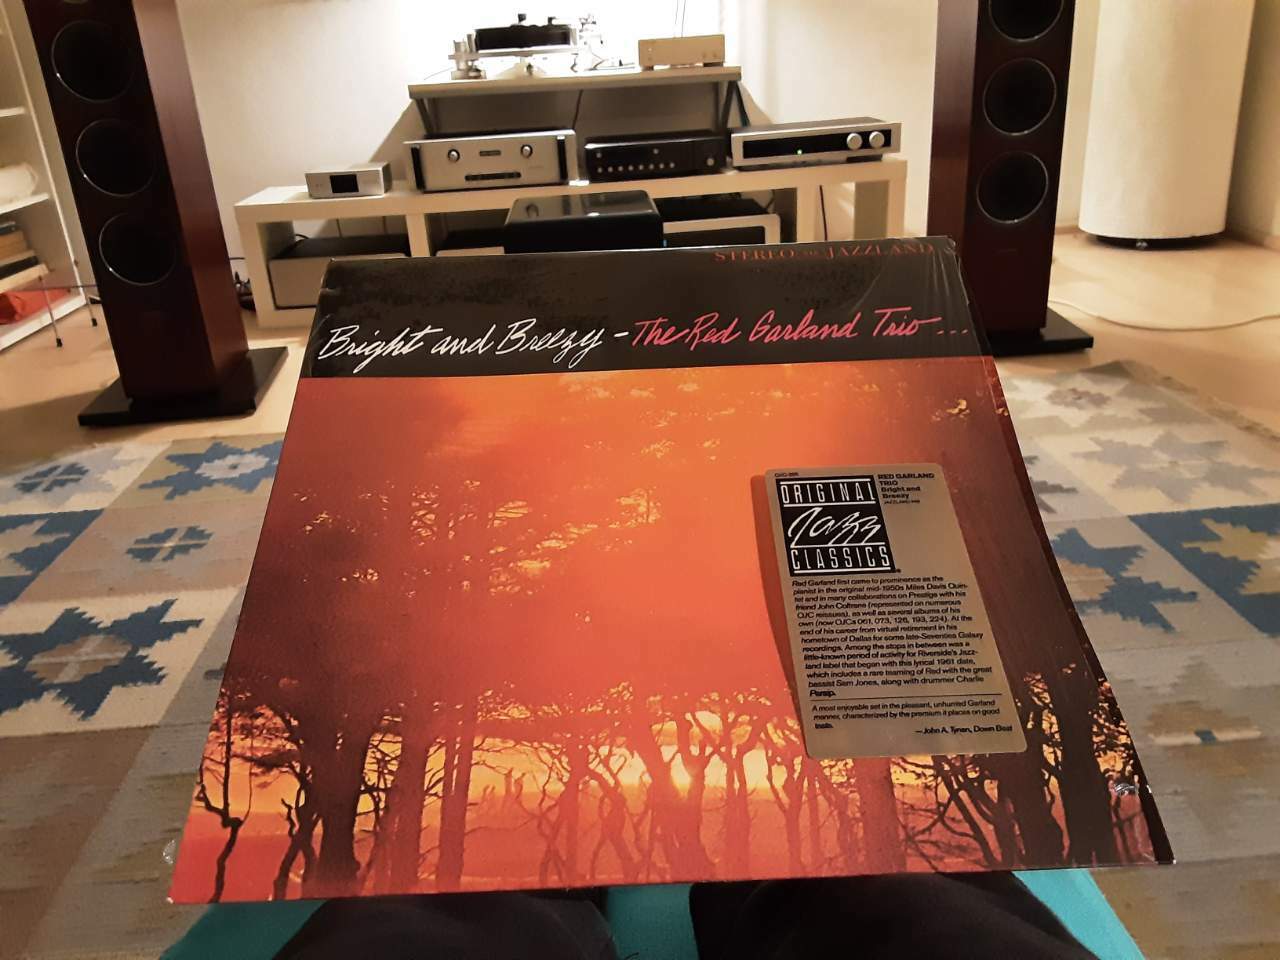 STEREO JAZZLAND
Bright and Breezy - The Red Garland Trio...
ORIGINAL
Jazz
CLASSICS
RED GARLAND
TRIO
Bright and
Breezy
Red Garland first came to prominence as the
pianist in the original mid-1950s Miles Davis Quin-
tet and in many collaborations on Prestige with his
friend John Coltrane (represented on numerous
OJC reissues), as well as several albums of his
own (now OJCs 061, 073, 126, 193, 224). At the
end of his career from virtual retirement in his
hometown of Dallas for some late-Seventies Galaxy
recordings. Among the stops in between was a
little-known period of activity for Riverside's Jazz-
land label that began with this lyrical 1961 date,
which includes a rare teaming of Red with the great
bassist Sam Jones, along with drummer Charlie
Persip.
A most enjoyable set in the pleasant, unhurried Garland
manner, characterized by the premium it places on good
taste.
—John A. Tynan, Down Beat